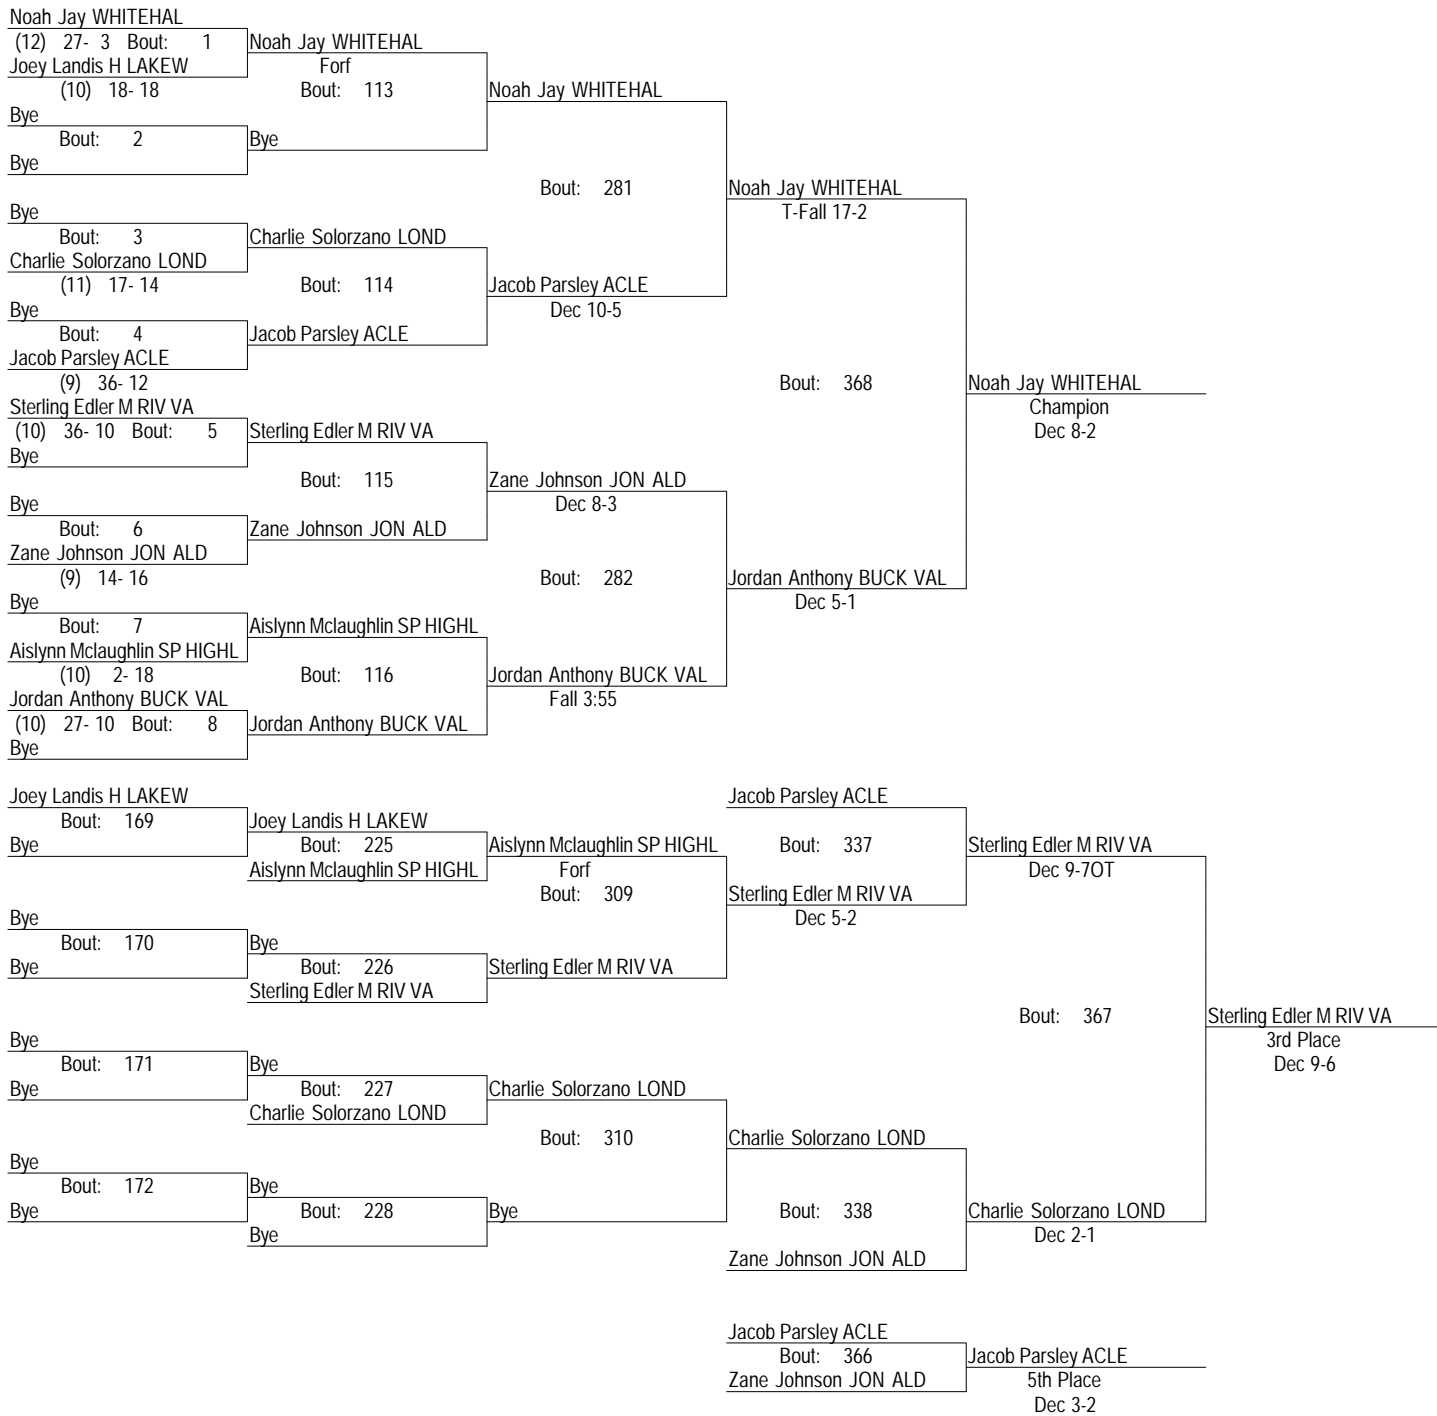 Noah Jay WHITEHAL
(12) 27- 3 Bout: 1 Noah Jay WHITEHAL
Joey Landis H LAKEW Forf
(10) 18- 18 Bout: 113 Noah Jay WHITEHAL
Bye
Bout: 2 Bye
Bye
Bout: 281 Noah Jay WHITEHAL
Bye T-Fall 17-2
Bout: 3 Charlie Solorzano LOND
Charlie Solorzano LOND
(11) 17- 14 Bout: 114 Jacob Parsley ACLE
Bye Dec 10-5
Bout: 4 Jacob Parsley ACLE
Jacob Parsley ACLE
(9) 36- 12 Bout: 368 Noah Jay WHITEHAL
Sterling Edler M RIV VA Champion
(10) 36- 10 Bout: 5 Sterling Edler M RIV VA Dec 8-2
Bye
Bout: 115 Zane Johnson JON ALD
Bye Dec 8-3
Bout: 6 Zane Johnson JON ALD
Zane Johnson JON ALD
(9) 14- 16 Bout: 282 Jordan Anthony BUCK VAL
Bye Dec 5-1
Bout: 7 Aislynn Mclaughlin SP HIGHL
Aislynn Mclaughlin SP HIGHL
(10) 2- 18 Bout: 116 Jordan Anthony BUCK VAL
Jordan Anthony BUCK VAL Fall 3:55
(10) 27- 10 Bout: 8 Jordan Anthony BUCK VAL
Bye
Joey Landis H LAKEW Jacob Parsley ACLE
Bout: 169 Joey Landis H LAKEW
Bye Bout: 225 Aislynn Mclaughlin SP HIGHL Bout: 337 Sterling Edler M RIV VA
Aislynn Mclaughlin SP HIGHL Forf Dec 9-7OT
Bout: 309 Sterling Edler M RIV VA
Bye Dec 5-2
Bout: 170 Bye
Bye Bout: 226 Sterling Edler M RIV VA
Sterling Edler M RIV VA
Bout: 367 Sterling Edler M RIV VA
Bye 3rd Place
Bout: 171 Bye Dec 9-6
Bye Bout: 227 Charlie Solorzano LOND
Charlie Solorzano LOND
Bout: 310 Charlie Solorzano LOND
Bye
Bout: 172 Bye
Bye Bout: 228 Bye Bout: 338 Charlie Solorzano LOND
Bye Dec 2-1
Zane Johnson JON ALD
Jacob Parsley ACLE
Bout: 366 Jacob Parsley ACLE
Zane Johnson JON ALD 5th Place
Dec 3-2